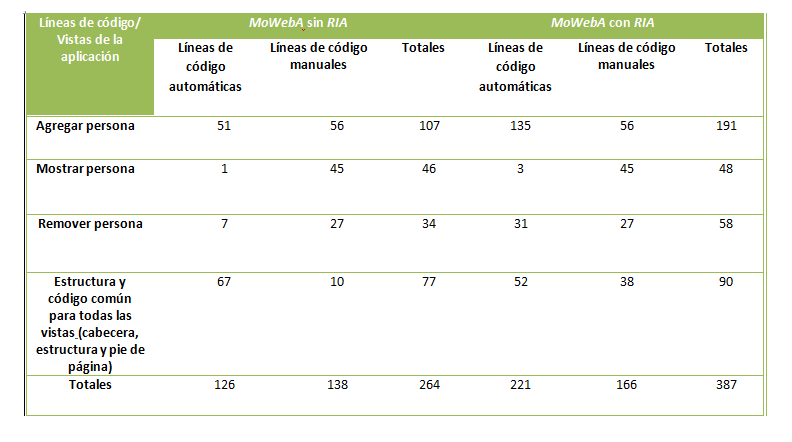 Líneas de código/ MoWebA sin RIA MoWebA con RIA
Vistas de la
aplicación
Líneas de Líneas de código Totales Líneas de Líneas de código Totales
código manuales código manuales
automáticas automáticas
Agregar persona 51 56 107 135 56 191
Mostrar persona 1 45 46 3 45 48
Remover persona 7 27 34 31 27 58
Estructura y 67 10 77 52 38 90
código común
para todas las
vistas (cabecera,
estructura y pie de
página)
Totales 126 138 264 221 166 387